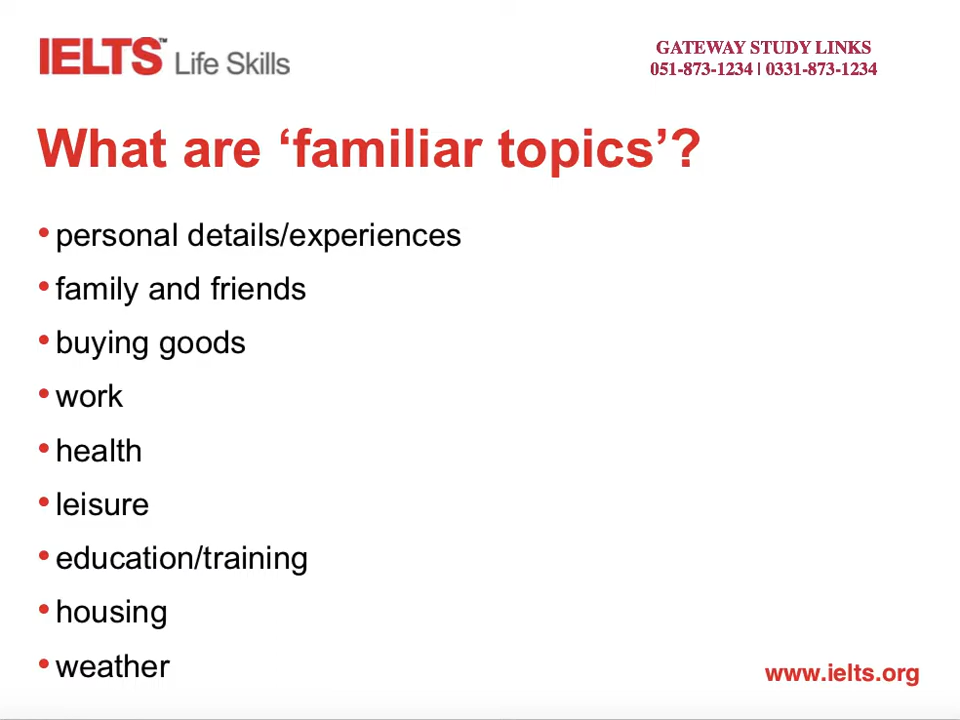 IELTS™ Life Skills
GATEWAY STUDY LINKS
051-873-1234 | 0331-873-1234
What are ‘familiar topics’?
• personal details/experiences
• family and friends
• buying goods
• work
• health
• leisure
• education/training
• housing
• weather
www.ielts.org